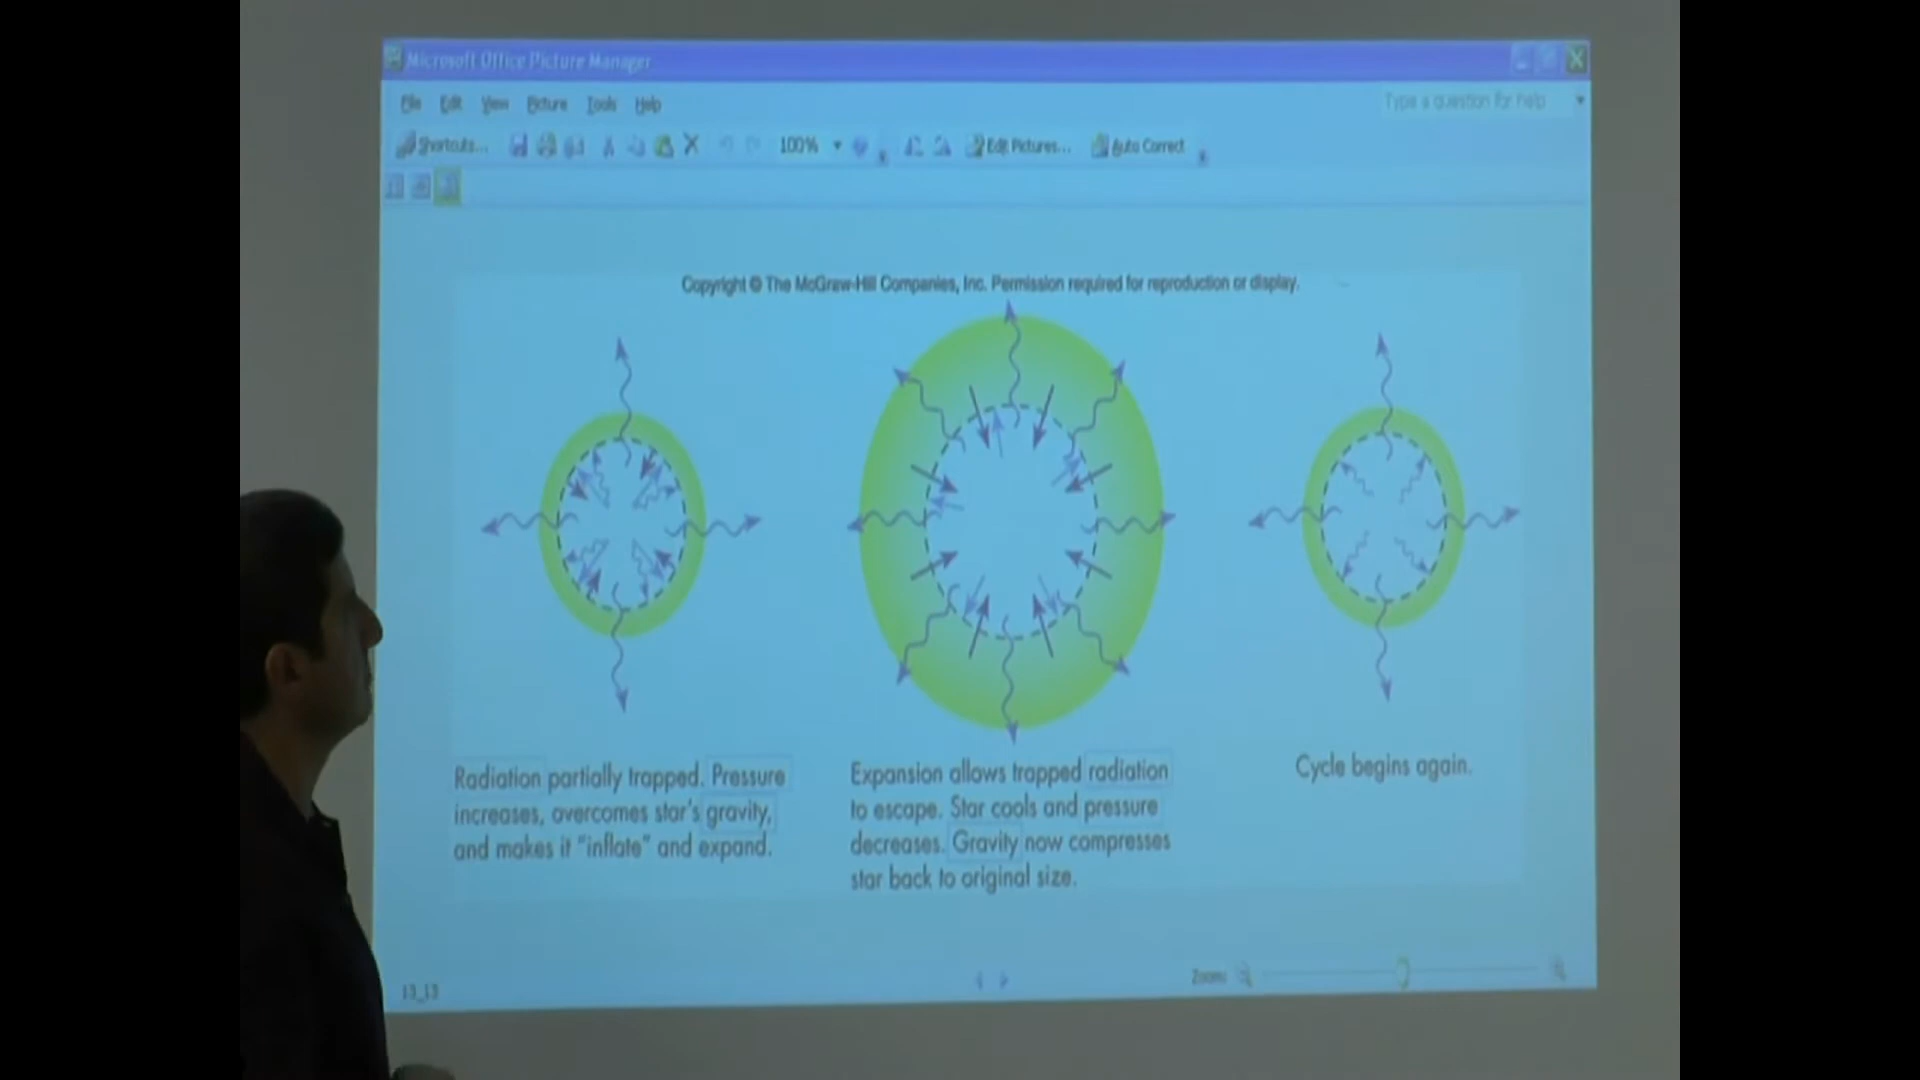 Microsoft Office Picture Manager
File Edit View Picture Tools Help
Type a question for help
Shortcuts... 100% Edit Pictures... Auto Correct
Copyright © The McGraw-Hill Companies, Inc. Permission required for reproduction or display.
Radiation partially trapped. Pressure
increases, overcomes star's gravity,
and makes it "inflate" and expand.
Expansion allows trapped radiation
to escape. Star cools and pressure
decreases. Gravity now compresses
star back to original size.
Cycle begins again.
13_13
Zoom: